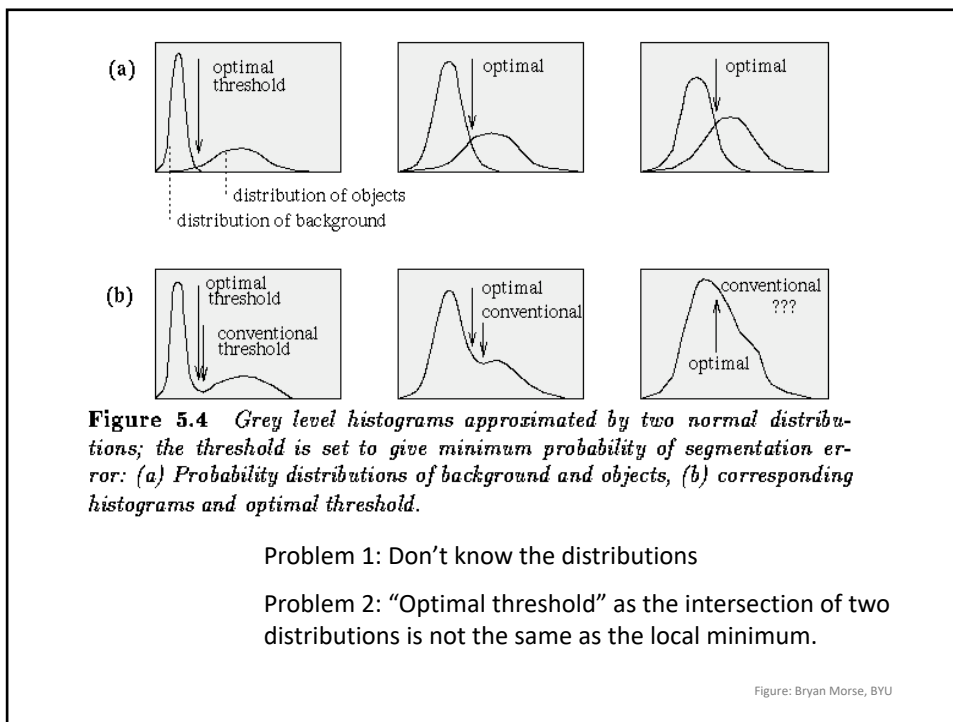 (a)
optimal
threshold
optimal
optimal
distribution of objects
distribution of background
(b)
optimal
threshold
conventional
threshold
optimal
conventional
conventional
???
optimal
Figure 5.4 Grey level histograms approximated by two normal distribu-
tions; the threshold is set to give minimum probability of segmentation er-
ror: (a) Probability distributions of background and objects, (b) corresponding
histograms and optimal threshold.
Problem 1: Don’t know the distributions
Problem 2: “Optimal threshold” as the intersection of two
distributions is not the same as the local minimum.
Figure: Bryan Morse, BYU